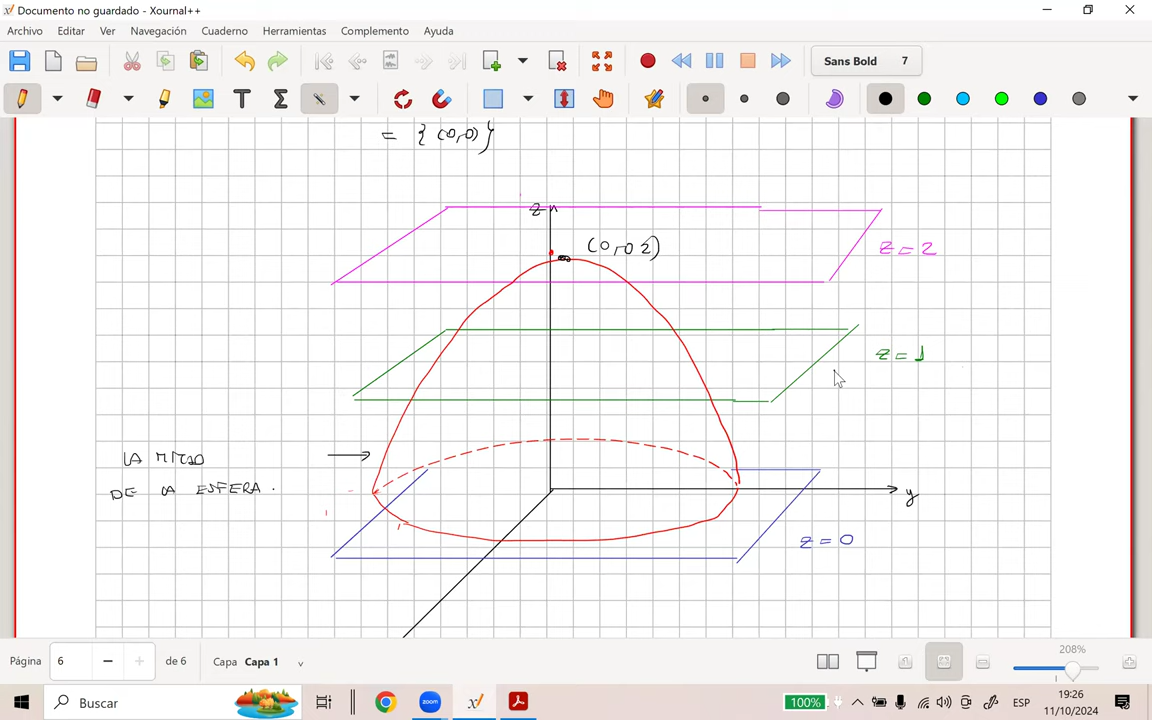 Documento no guardado - Xournal++
Archivo Editar Ver Navegación Cuaderno Herramientas Complemento Ayuda
Sans Bold 7
= {(0,0)}
z
(0,0 2)
z = 2
z = 1
LA MITAD
DE LA ESFERA.
y
z = 0
Página 6 de 6 Capa Capa 1 208%
Buscar
zoom
100% ESP 19:26
11/10/2024